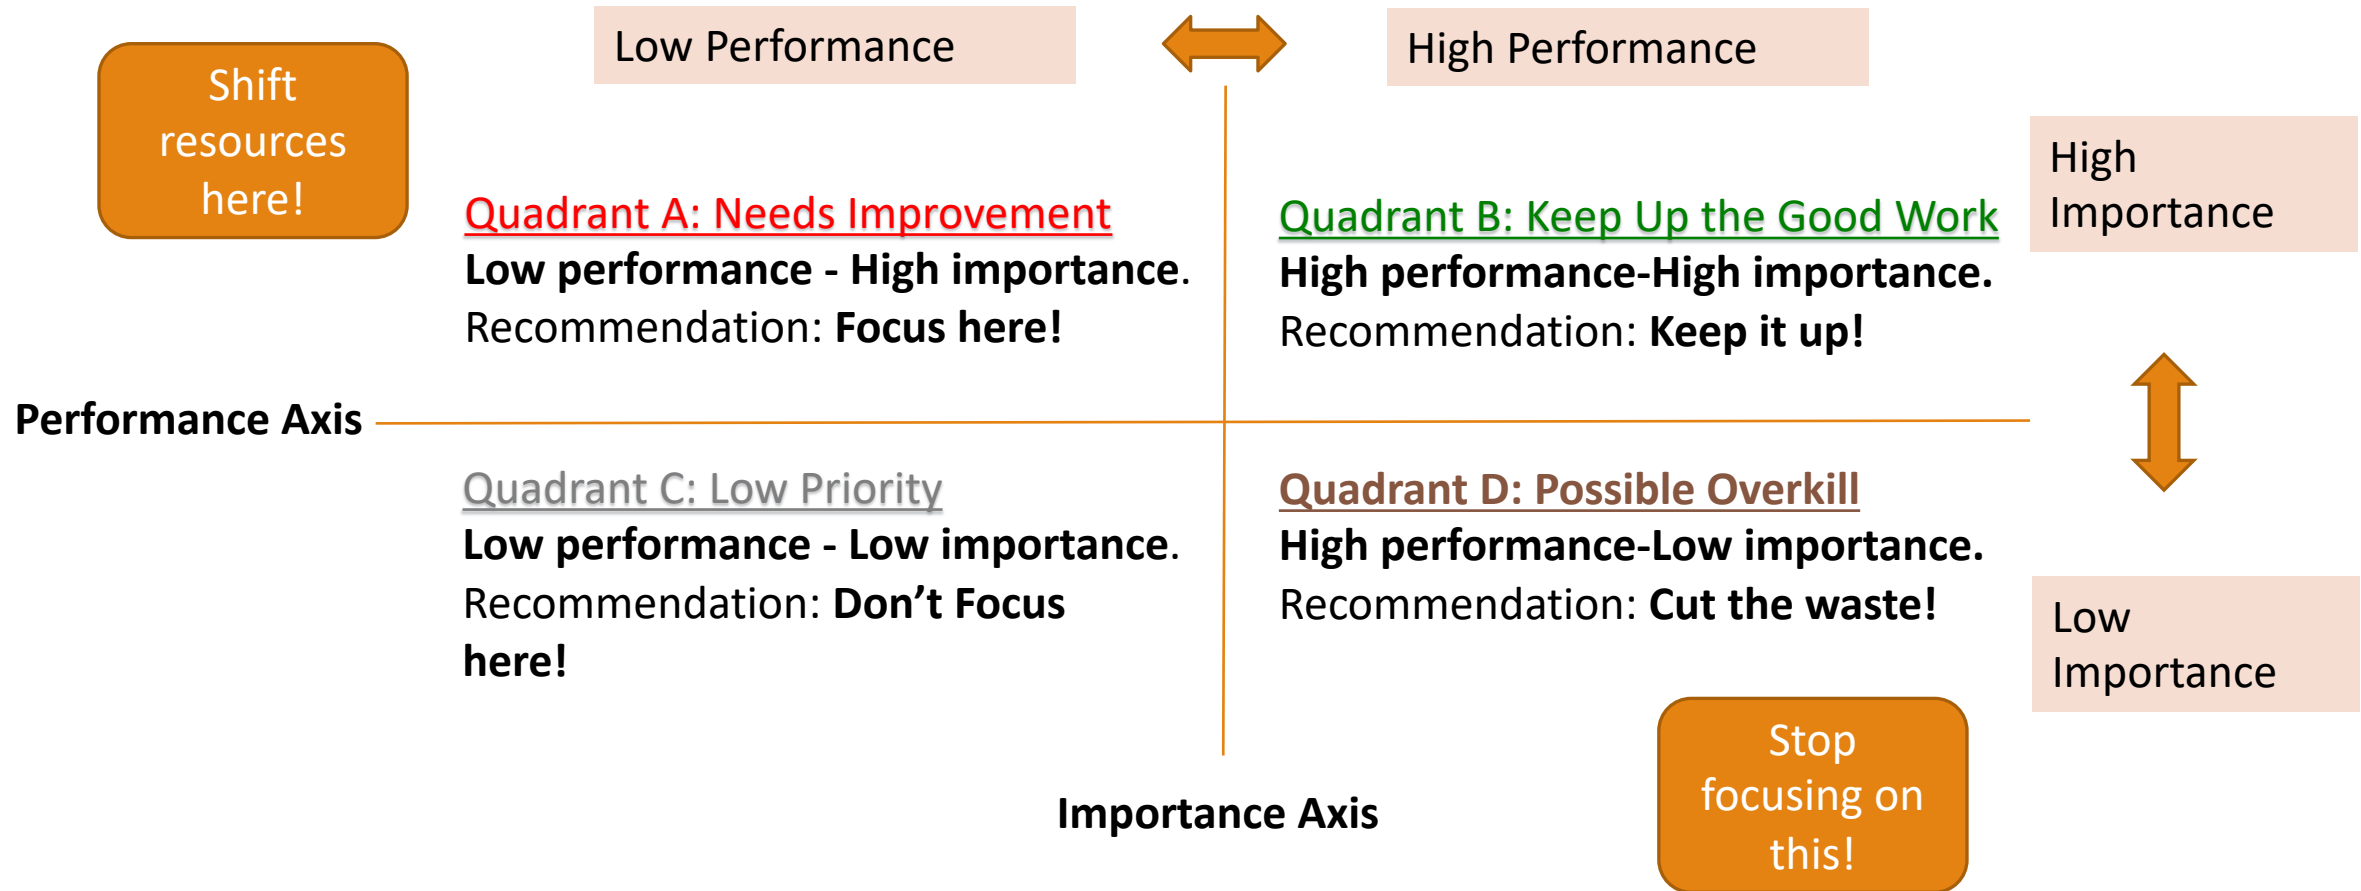 Low Performance
High Performance
Shift
resources
here!
High
Importance
Quadrant A: Needs Improvement
Low performance - High importance.
Recommendation: Focus here!
Quadrant B: Keep Up the Good Work
High performance-High importance.
Recommendation: Keep it up!
Performance Axis
Quadrant C: Low Priority
Low performance - Low importance.
Recommendation: Don’t Focus
here!
Quadrant D: Possible Overkill
High performance-Low importance.
Recommendation: Cut the waste!
Low
Importance
Stop
focusing on
this!
Importance Axis